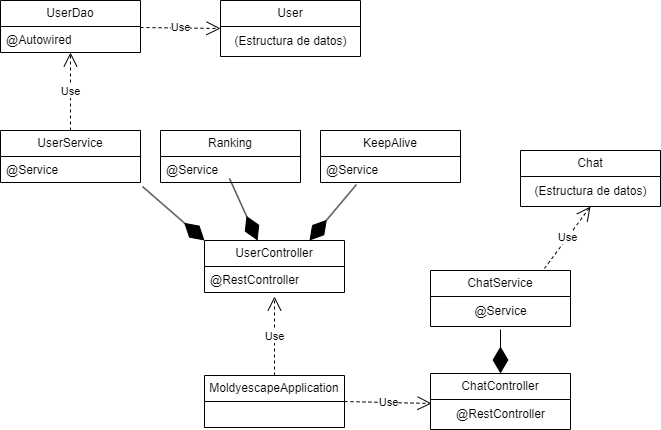 UserDao
@Autowired
Use
User
(Estructura de datos)
Use
UserService
@Service
Ranking
@Service
KeepAlive
@Service
Chat
(Estructura de datos)
Use
UserController
@RestController
ChatService
@Service
Use
MoldyescapeApplication
Use
ChatController
@RestController